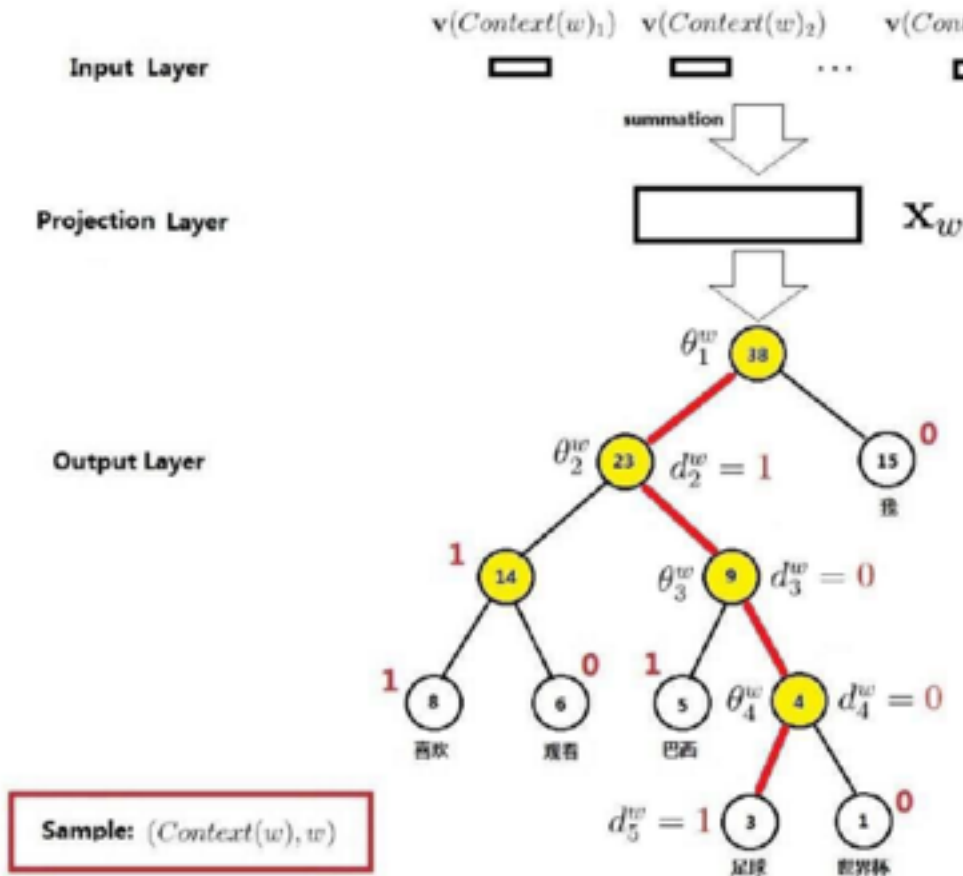 v(Context(w)₁) v(Context(w)₂) v(Cont
Input Layer ...
summation
Projection Layer x_w
θ₁ʷ 38
Output Layer θ₂ʷ 23 d₂ʷ = 1 15 0
我
1 14 θ₃ʷ 9 d₃ʷ = 0
1 8 6 0 1 5 θ₄ʷ 4 d₄ʷ = 0
喜欢 观看 巴西
Sample: (Context(w), w) d₅ʷ = 1 3 1 0
足球 世界杯